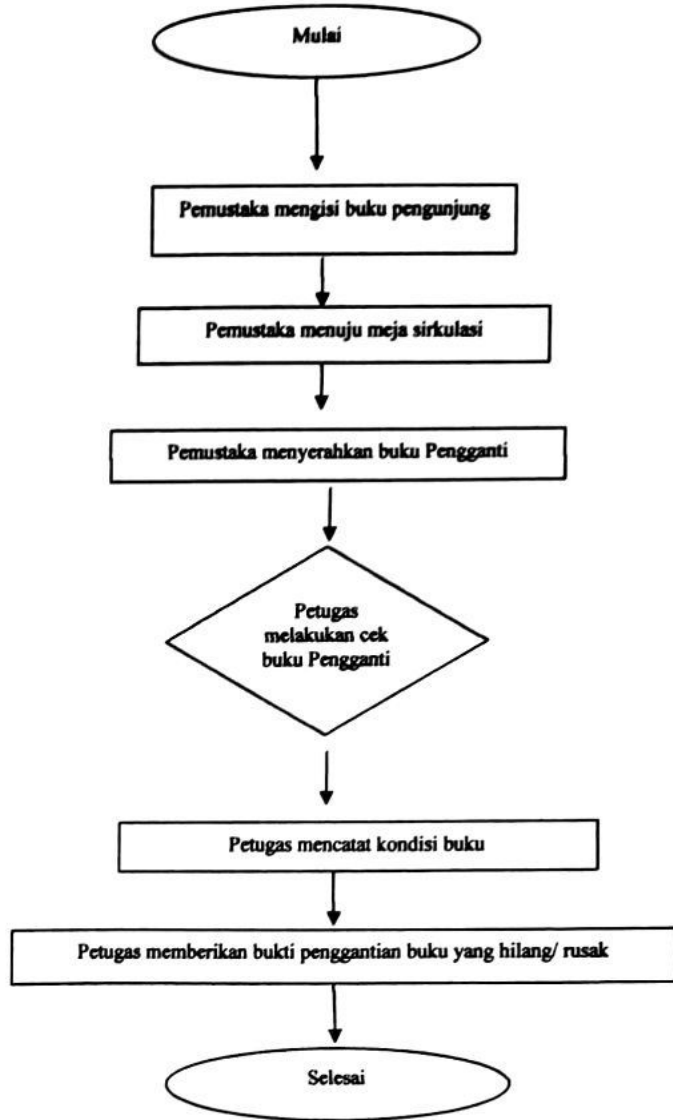 Mulai
Pemustaka mengisi buku pengunjung
Pemustaka menuju meja sirkulasi
Pemustaka menyerahkan buku Pengganti
Petugas
melakukan cek
buku Pengganti
Petugas mencatat kondisi buku
Petugas memberikan bukti penggantian buku yang hilang/ rusak
Selesai